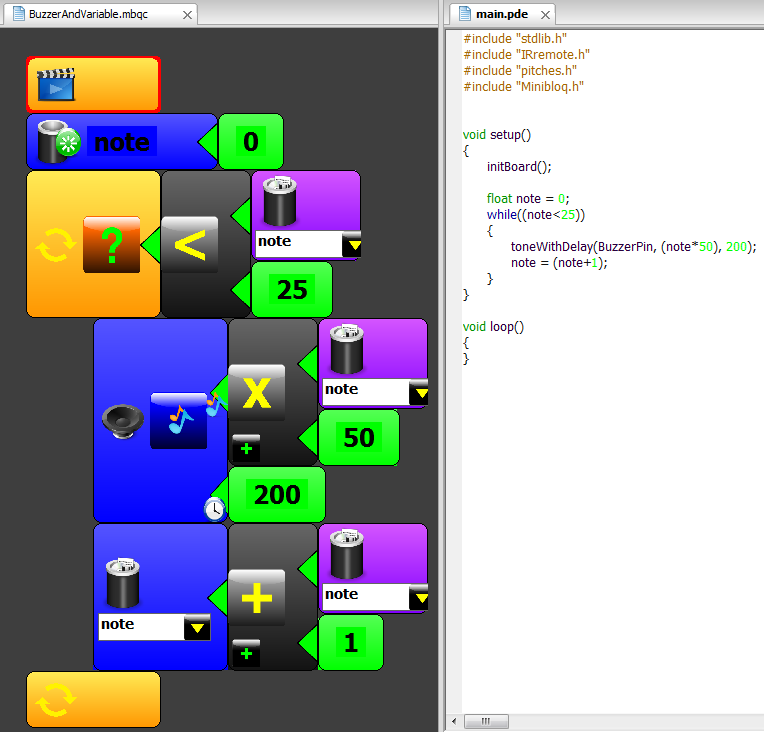 BuzzerAndVariable.mbqc
note
0
?
<
note
25
X
note
+
50
200
note
+
note
+
1
main.pde
#include "stdlib.h"
#include "IRremote.h"
#include "pitches.h"
#include "Minibloq.h"
void setup()
{
initBoard();
float note = 0;
while((note<25))
{
toneWithDelay(BuzzerPin, (note*50), 200);
note = (note+1);
}
}
void loop()
{
}